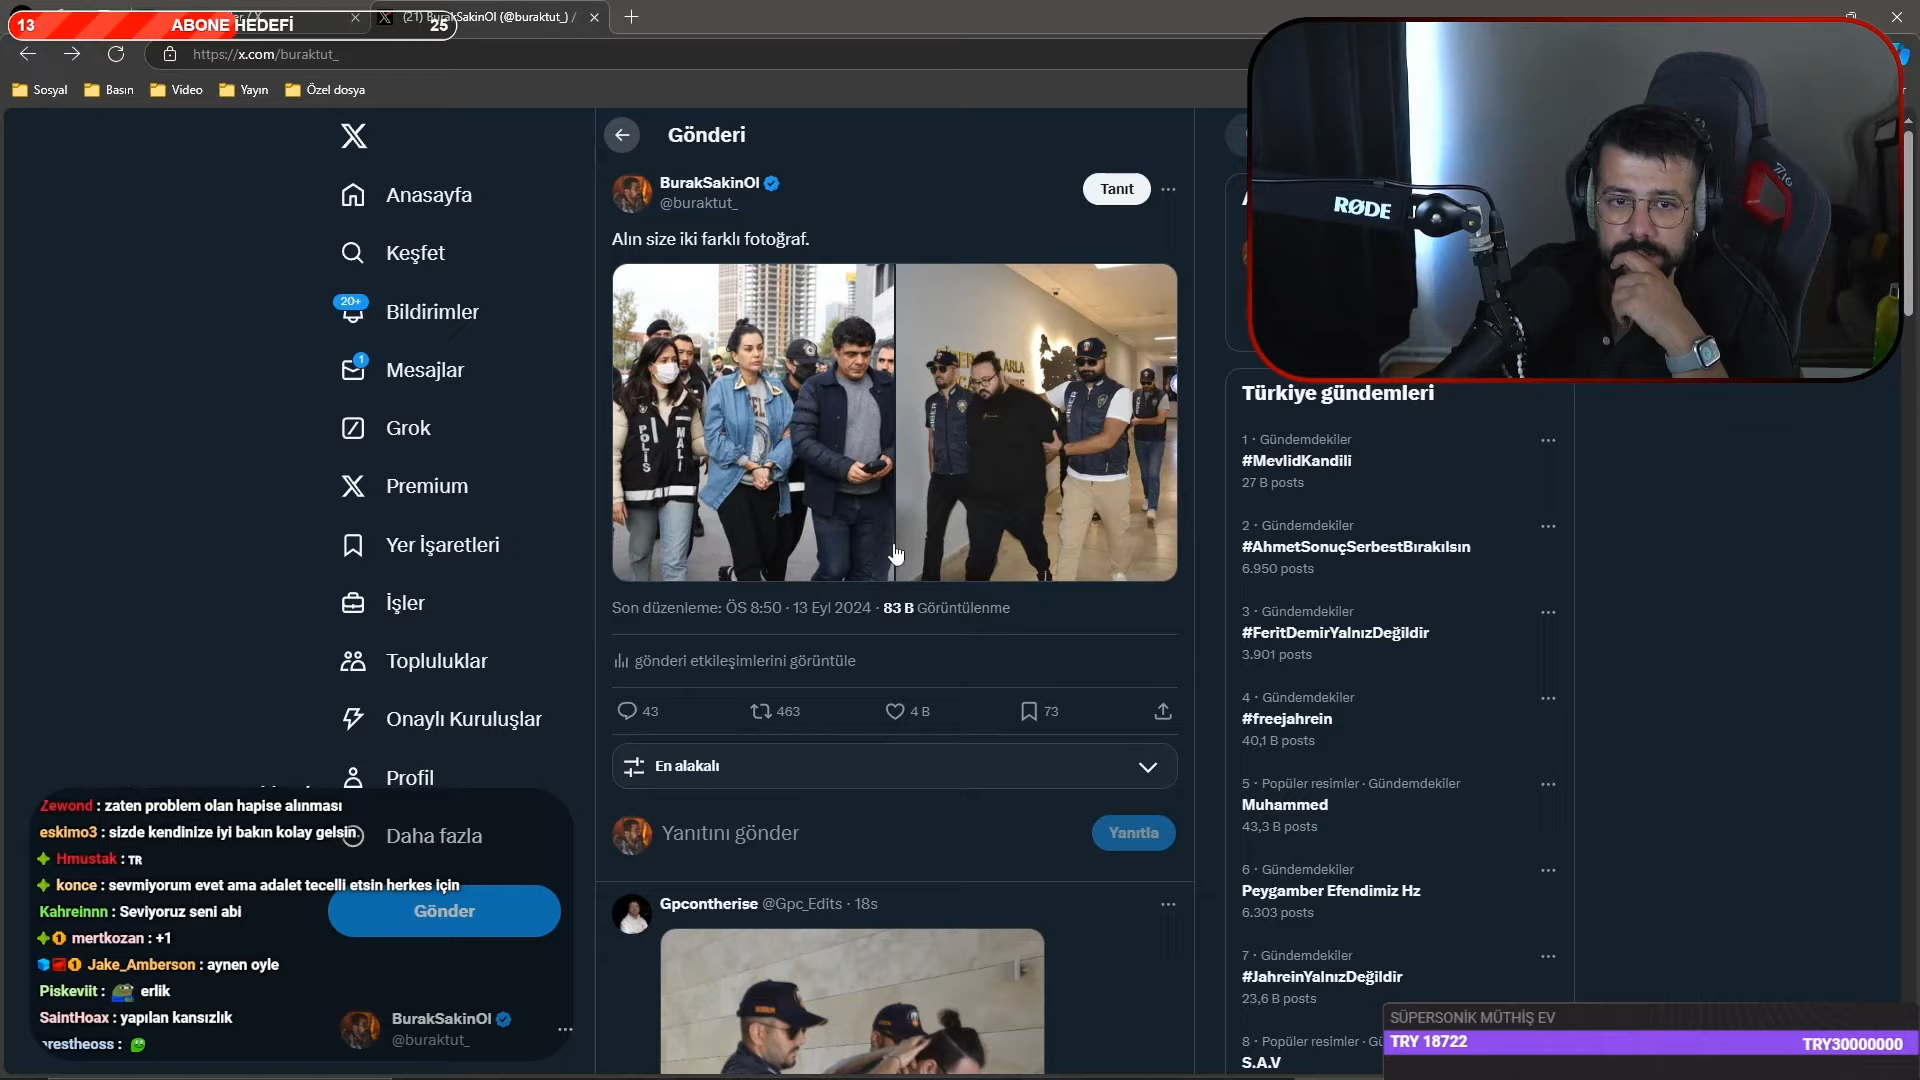 13 ABONE HEDEFİ 25
(21) BurakSakinOl (@buraktut_) /
https://x.com/buraktut_
Sosyal
Basın
Video
Yayın
Özel dosya
Anasayfa
Keşfet
20+
Bildirimler
1
Mesajlar
Grok
Premium
Yer İşaretleri
İşler
Topluluklar
Onaylı Kuruluşlar
Profil
Daha fazla
Gönder
BurakSakinOl
@buraktut_
Gönderi
BurakSakinOl
@buraktut_
Tanıt
Alın size iki farklı fotoğraf.
POLİS
MALİ
Son düzenleme: ÖS 8:50 · 13 Eyl 2024 · 83 B Görüntülenme
gönderi etkileşimlerini görüntüle
43
463
4 B
73
En alakalı
Yanıtını gönder
Yanıtla
Gpcontherise @Gpc_Edits · 18s
RØDE
Türkiye gündemleri
1 · Gündemdekiler
#MevlidKandili
27 B posts
2 · Gündemdekiler
#AhmetSonuçSerbestBırakılsın
6.950 posts
3 · Gündemdekiler
#FeritDemirYalnızDeğildir
3.901 posts
4 · Gündemdekiler
#freejahrein
40,1 B posts
5 · Popüler resimler · Gündemdekiler
Muhammed
43,3 B posts
6 · Gündemdekiler
Peygamber Efendimiz Hz
6.303 posts
7 · Gündemdekiler
#JahreinYalnızDeğildir
23,6 B posts
8 · Popüler resimler ·
S.A.V
Zewond : zaten problem olan hapise alınması
eskimo3 : sizde kendinize iyi bakın kolay gelsin.
Hmustak : TR
konce : sevmiyorum evet ama adalet tecelli etsin herkes için
Kahreinnn : Seviyoruz seni abi
mertkozan : +1
Jake_Amberson : aynen oyle
Piskeviit : erlik
SaintHoax : yapılan kansızlık
prestheoss :
SÜPERSONİK MÜTHİŞ EV
TRY 18722
TRY30000000